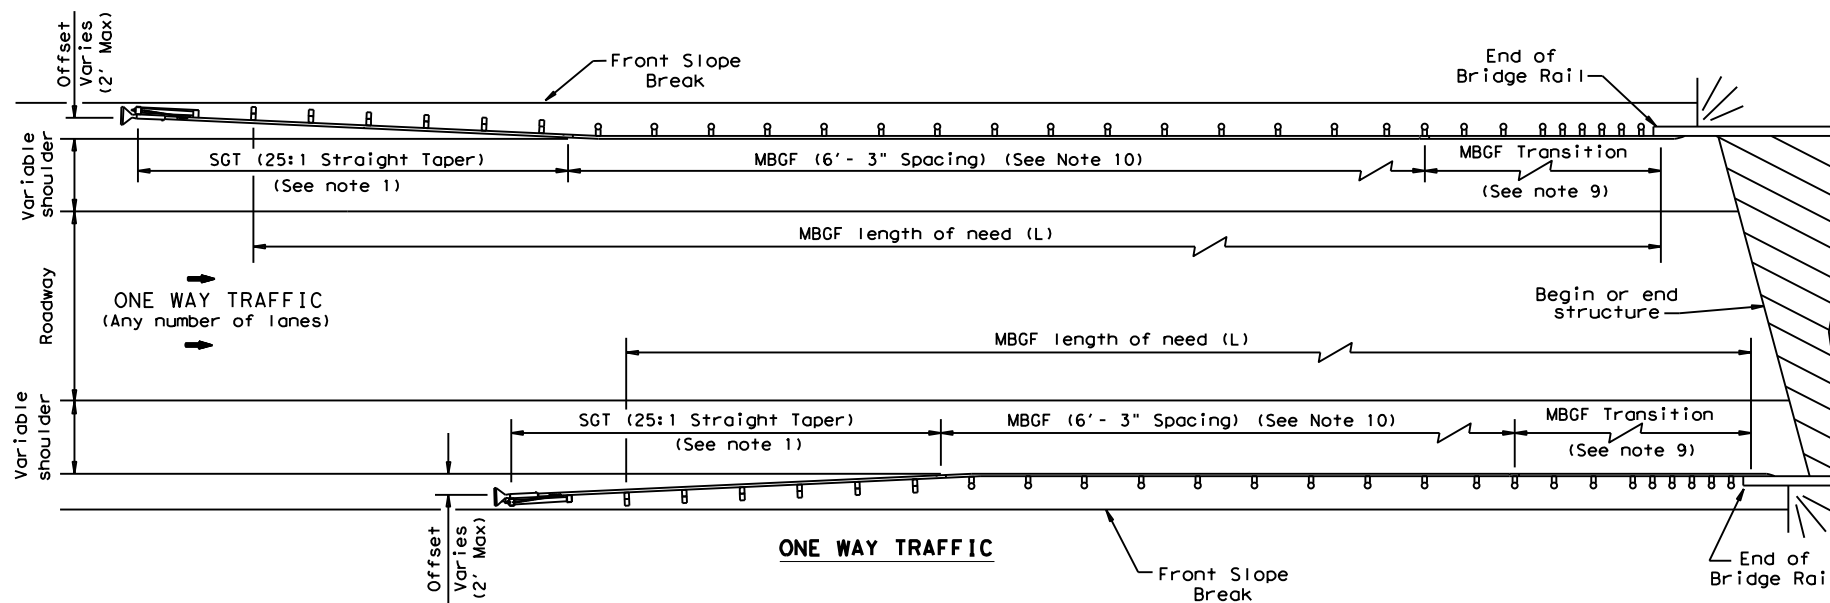 Offset
Varies
(2' Max)
Front Slope
Break
End of
Bridge Rail
Variable
shoulder
SGT (25:1 Straight Taper)
(See note 1)
MBGF (6'- 3" Spacing) (See Note 10)
MBGF Transition
(See note 9)
MBGF length of need (L)
Roadway
ONE WAY TRAFFIC
(Any number of lanes)
Begin or end
structure
MBGF length of need (L)
Variable
shoulder
SGT (25:1 Straight Taper)
(See note 1)
MBGF (6'- 3" Spacing) (See Note 10)
MBGF Transition
(See note 9)
Offset
Varies
(2' Max)
ONE WAY TRAFFIC
Front Slope
Break
End of
Bridge Rai